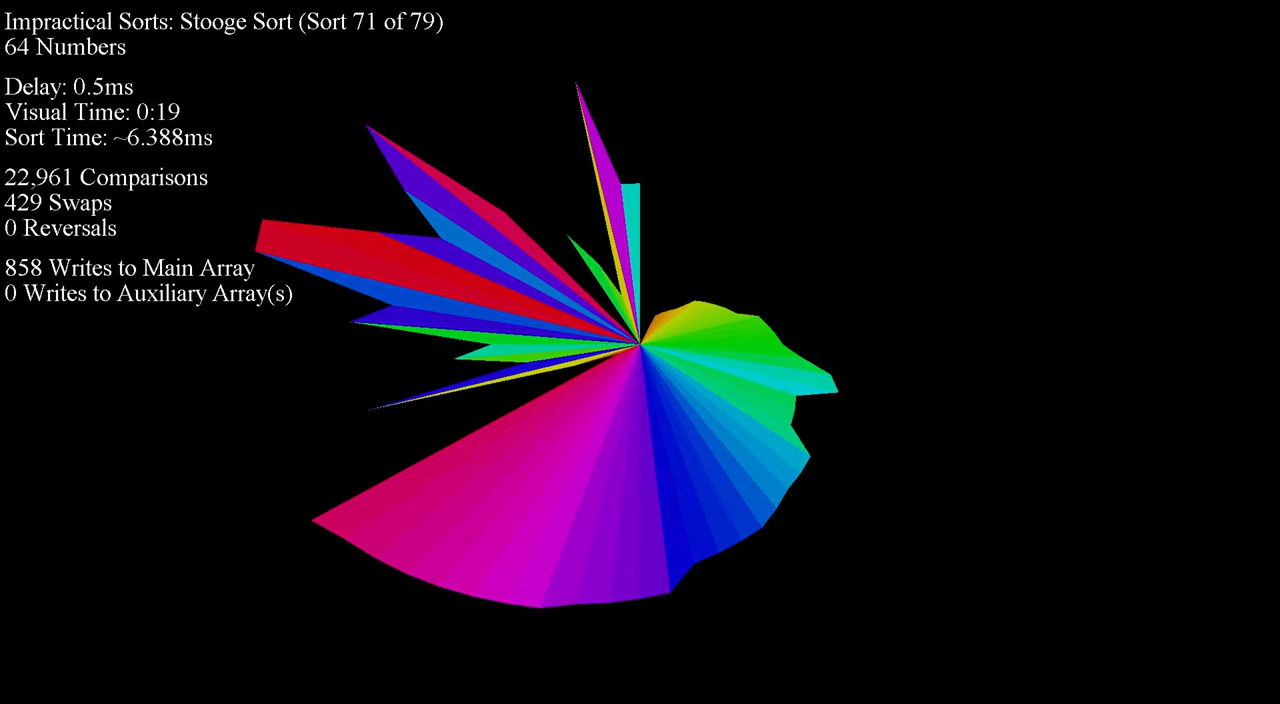 Impractical Sorts: Stooge Sort (Sort 71 of 79)
64 Numbers
Delay: 0.5ms
Visual Time: 0:19
Sort Time: ~6.388ms
22,961 Comparisons
429 Swaps
0 Reversals
858 Writes to Main Array
0 Writes to Auxiliary Array(s)